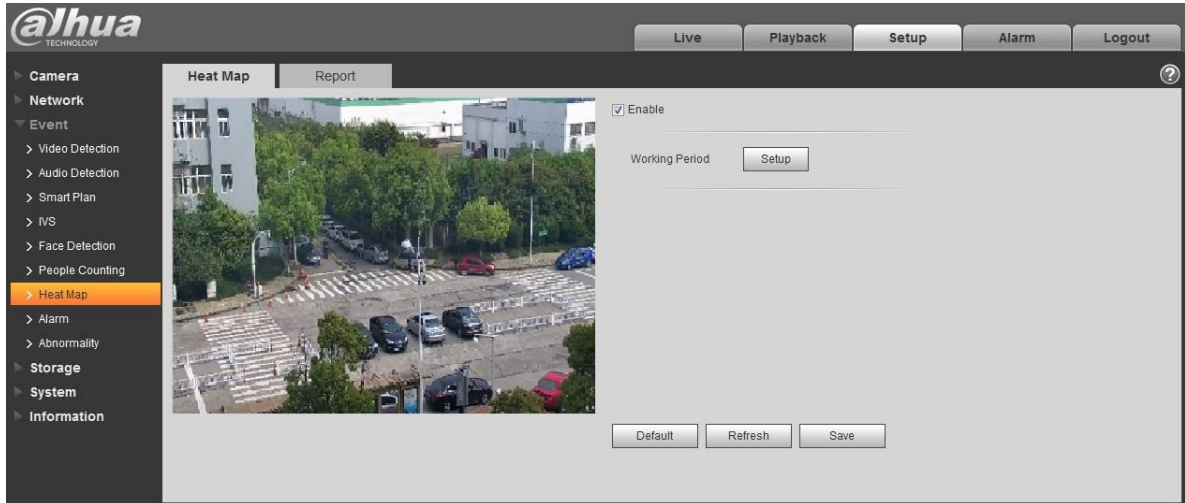 alhua
TECHNOLOGY
Live
Playback
Setup
Alarm
Logout
Camera
Network
Event
> Video Detection
> Audio Detection
> Smart Plan
> IVS
> Face Detection
> People Counting
> Heat Map
> Alarm
> Abnormality
Storage
System
Information
Heat Map
Report
?
Enable
Working Period
Setup
Default
Refresh
Save